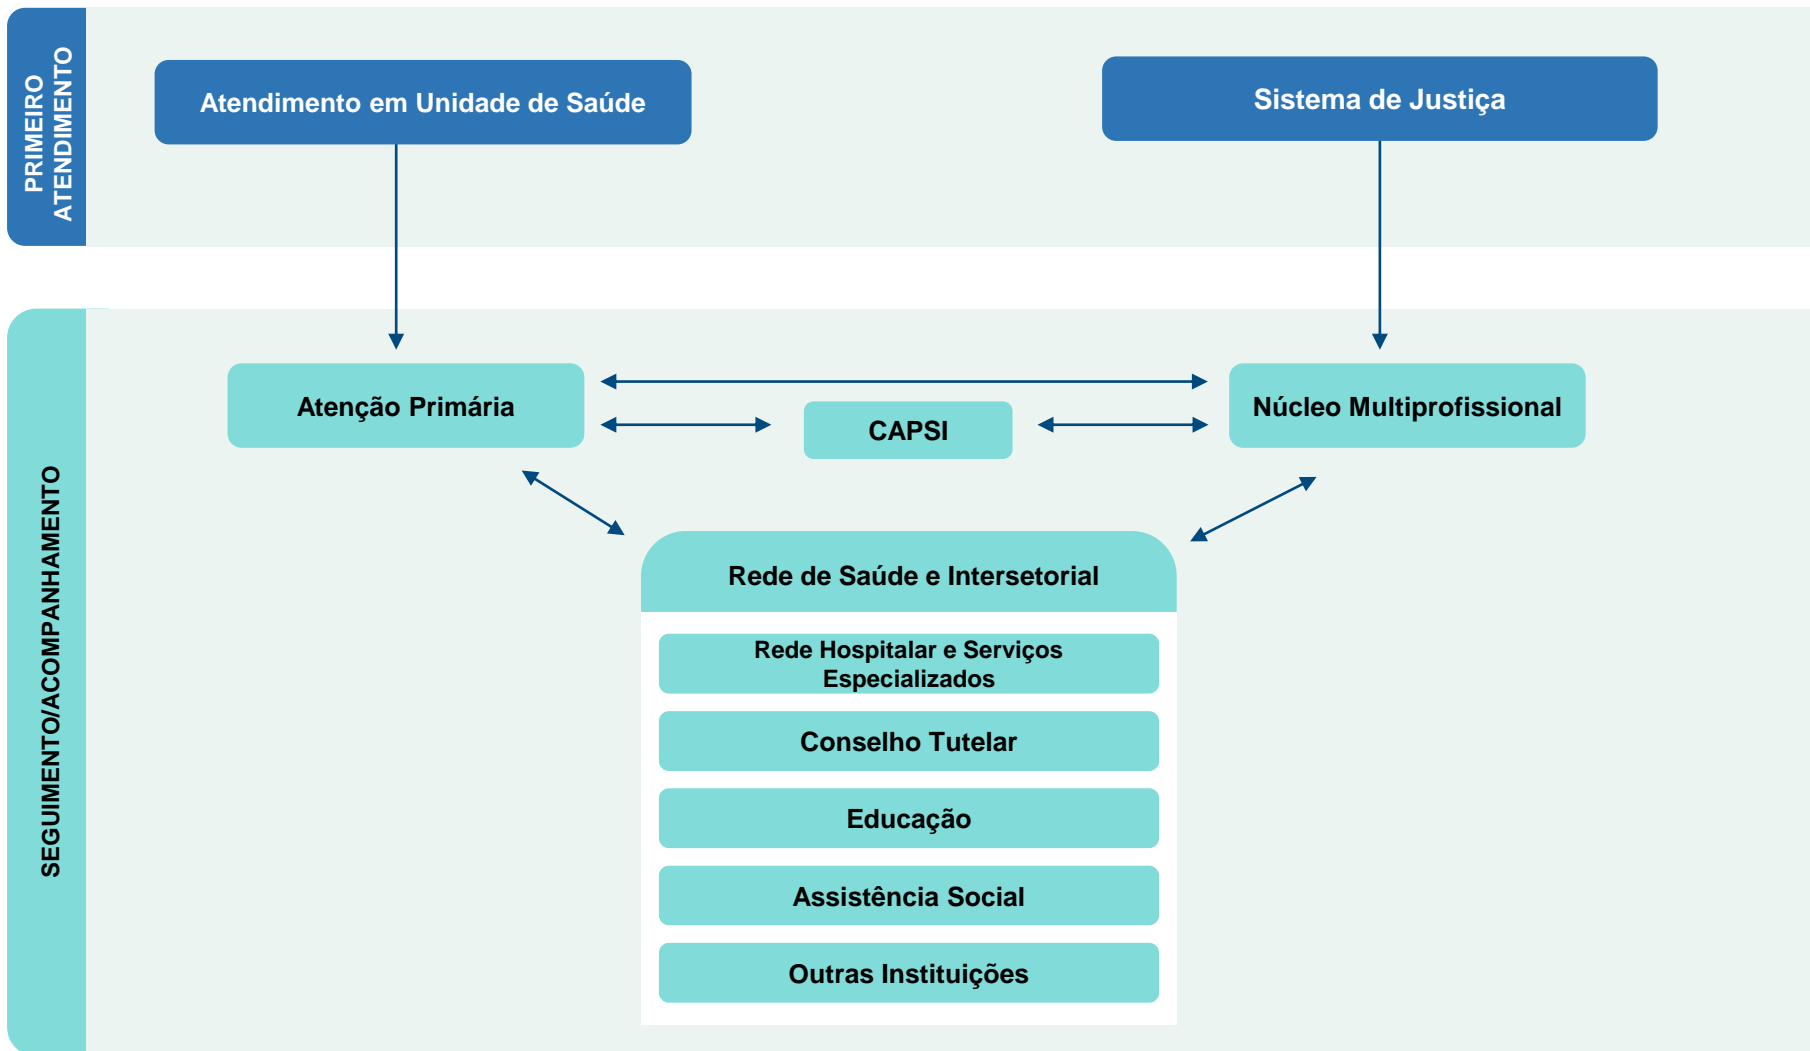 PRIMEIRO
ATENDIMENTO
Atendimento em Unidade de Saúde
Sistema de Justiça
SEGUIMENTO/ACOMPANHAMENTO
Atenção Primária
CAPSI
Núcleo Multiprofissional
Rede de Saúde e Intersetorial
Rede Hospitalar e Serviços
Especializados
Conselho Tutelar
Educação
Assistência Social
Outras Instituições